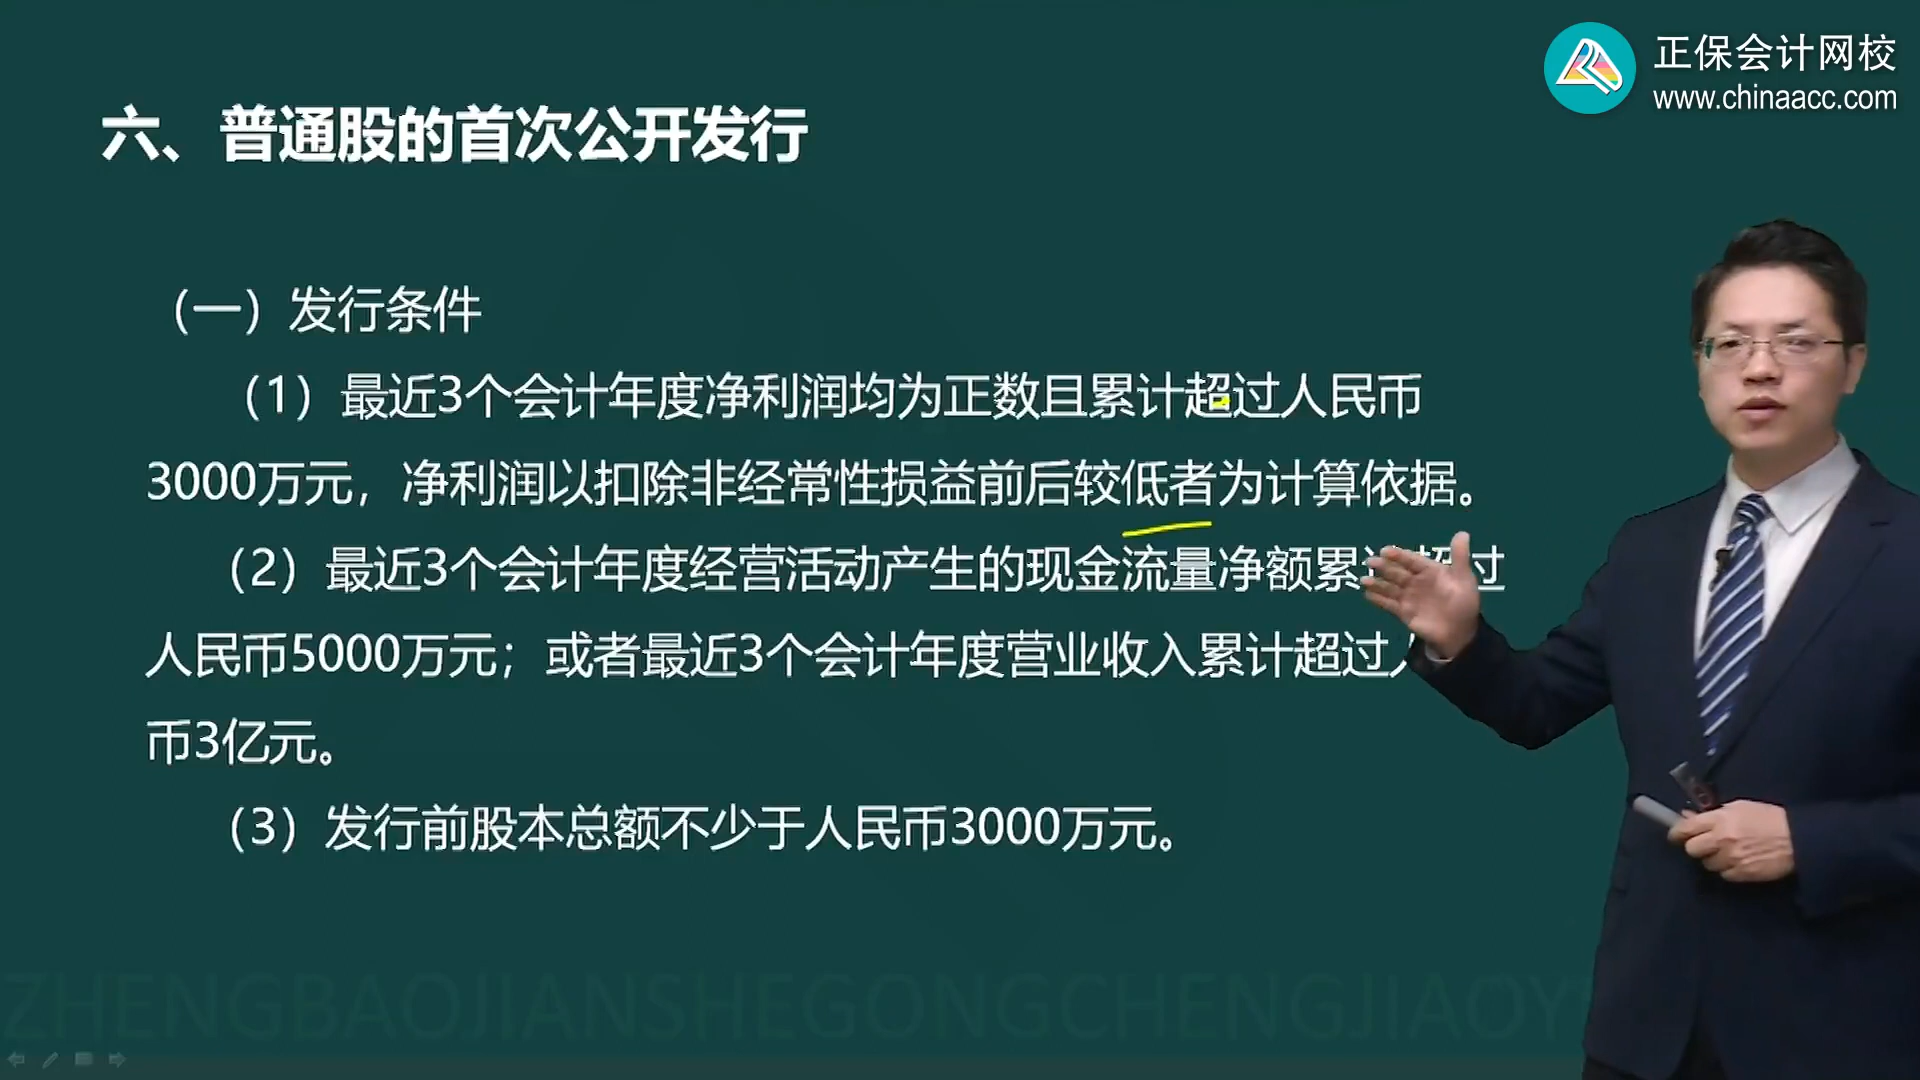 正保会计网校
www.chinaacc.com
六、普通股的首次公开发行
（一）发行条件
（1）最近3个会计年度净利润均为正数且累计超过人民币
3000万元，净利润以扣除非经常性损益前后较低者为计算依据。
（2）最近3个会计年度经营活动产生的现金流量净额累计超过
人民币5000万元；或者最近3个会计年度营业收入累计超过人
币3亿元。
（3）发行前股本总额不少于人民币3000万元。
ZHENGBAOJIANSHEGONGCHENGJIAOY